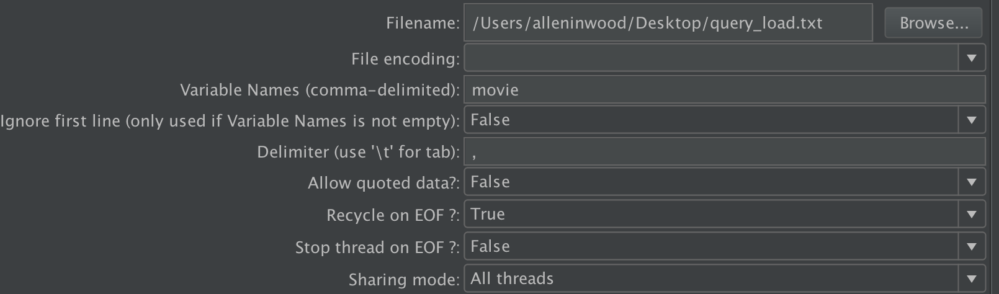 Filename: /Users/alleninwood/Desktop/query_load.txt Browse...
File encoding:
Variable Names (comma-delimited): movie
Ignore first line (only used if Variable Names is not empty): False
Delimiter (use '\t' for tab): ,
Allow quoted data?: False
Recycle on EOF ?: True
Stop thread on EOF ?: False
Sharing mode: All threads